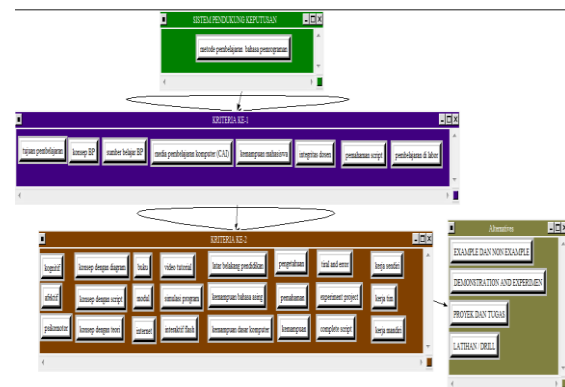 SISTEM PENDUKUNG KEPUTUSAN
metode pembelajaran bahasa pemrograman
KRITERIA KE-1
tujuan pembelajaran
konsep BP
sumber belajar BP
media pembelajaran komputer (CAI)
kemampuan mahasiswa
integritas dosen
pemahaman script
pembelajaran di labor
KRITERIA KE-2
kognitif
konsep dengan diagram
buku
video tutorial
latar belakang pendidikan
pengetahuan
tiral and error
kerja sendiri
afektif
konsep dengan script
modul
simulasi program
kemampuan bahasa asing
pemahaman
experiment project
kerja tim
psikomotor
konsep dengan teori
internet
interaktif flash
kemampuan dasar komputer
kemampuan
complete script
kerja mandiri
Alternatives
EXAMPLE DAN NON EXAMPLE
DEMONSTRATION AND EXPERIMEN
PROYEK DAN TUGAS
LATIHAN DRILL